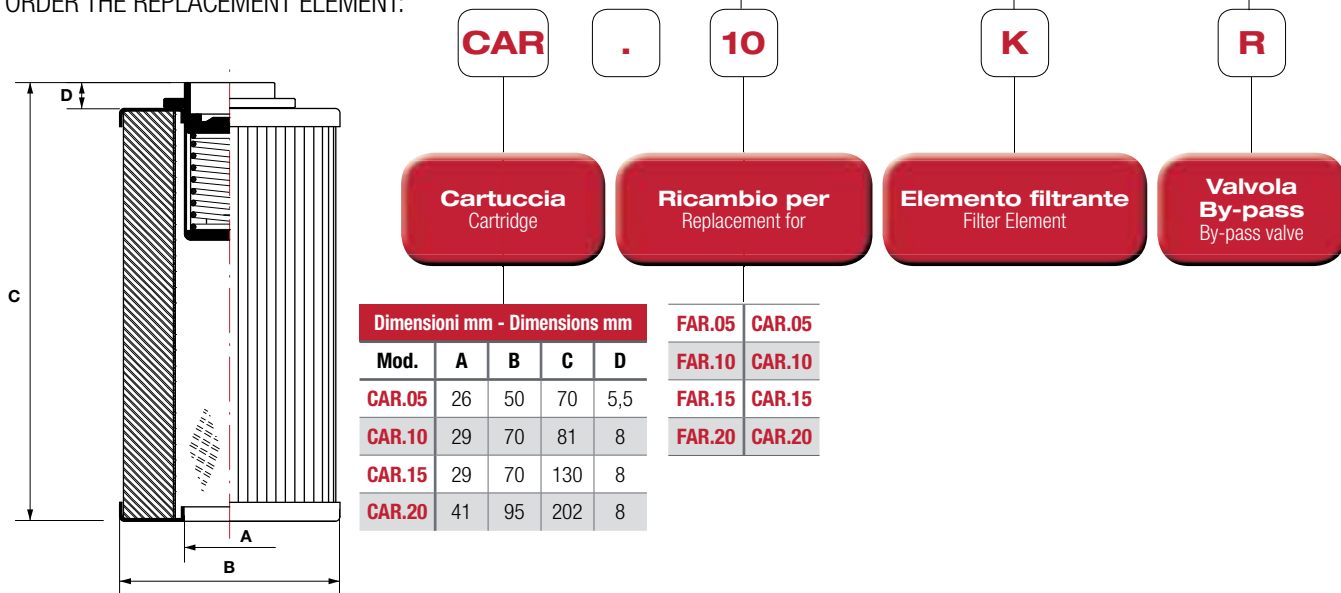 ORDER THE REPLACEMENT ELEMENT:
CAR . 10 K R
Cartuccia
Cartridge
Ricambio per
Replacement for
Elemento filtrante
Filter Element
Valvola
By-pass
By-pass valve
D
C
A
B
Dimensioni mm - Dimensions mm
Mod. A B C D
CAR.05 26 50 70 5,5
CAR.10 29 70 81 8
CAR.15 29 70 130 8
CAR.20 41 95 202 8
FAR.05 CAR.05
FAR.10 CAR.10
FAR.15 CAR.15
FAR.20 CAR.20